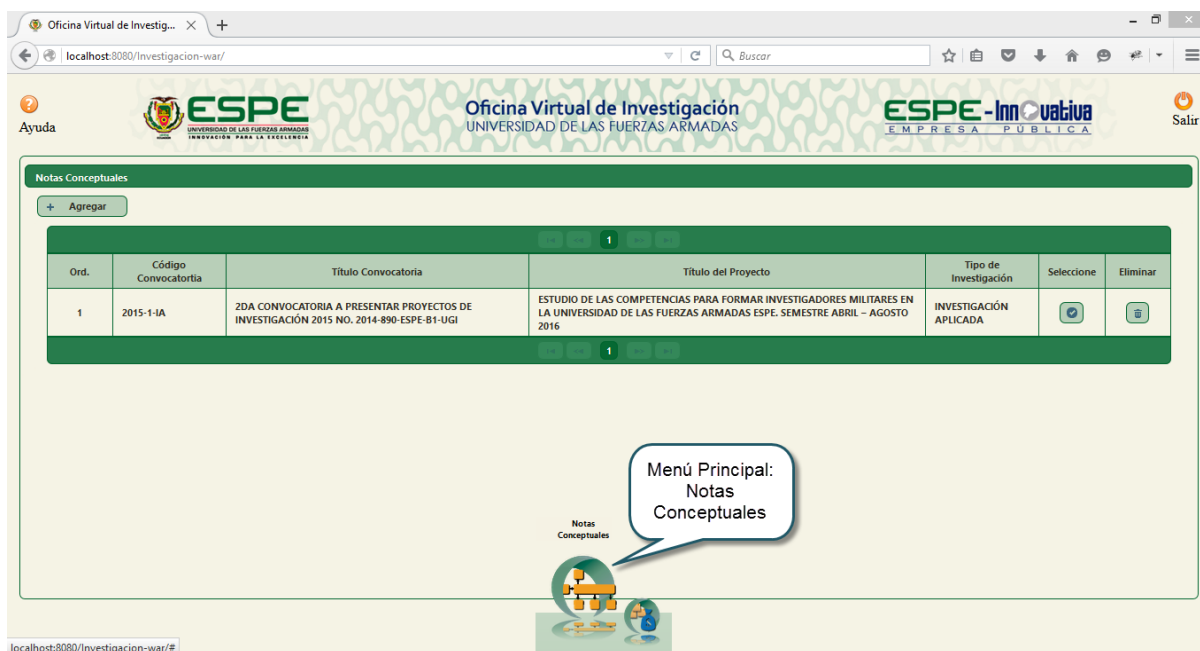 Oficina Virtual de Investig...
localhost:8080/Investigacion-war/
Buscar
Ayuda
ESPE
UNIVERSIDAD DE LAS FUERZAS ARMADAS
INNOVACIÓN PARA LA EXCELENCIA
Oficina Virtual de Investigación
UNIVERSIDAD DE LAS FUERZAS ARMADAS
ESPE-Innovativa
EMPRESA PÚBLICA
Salir
Notas Conceptuales
+ Agregar
1
Ord.
Código
Convocatortia
Título Convocatoria
Título del Proyecto
Tipo de
Investigación
Seleccione
Eliminar
1
2015-1-IA
2DA CONVOCATORIA A PRESENTAR PROYECTOS DE
INVESTIGACIÓN 2015 NO. 2014-890-ESPE-B1-UGI
ESTUDIO DE LAS COMPETENCIAS PARA FORMAR INVESTIGADORES MILITARES EN
LA UNIVERSIDAD DE LAS FUERZAS ARMADAS ESPE. SEMESTRE ABRIL – AGOSTO
2016
INVESTIGACIÓN
APLICADA
1
Menú Principal:
Notas
Conceptuales
Notas
Conceptuales
localhost:8080/Investigacion-war/#